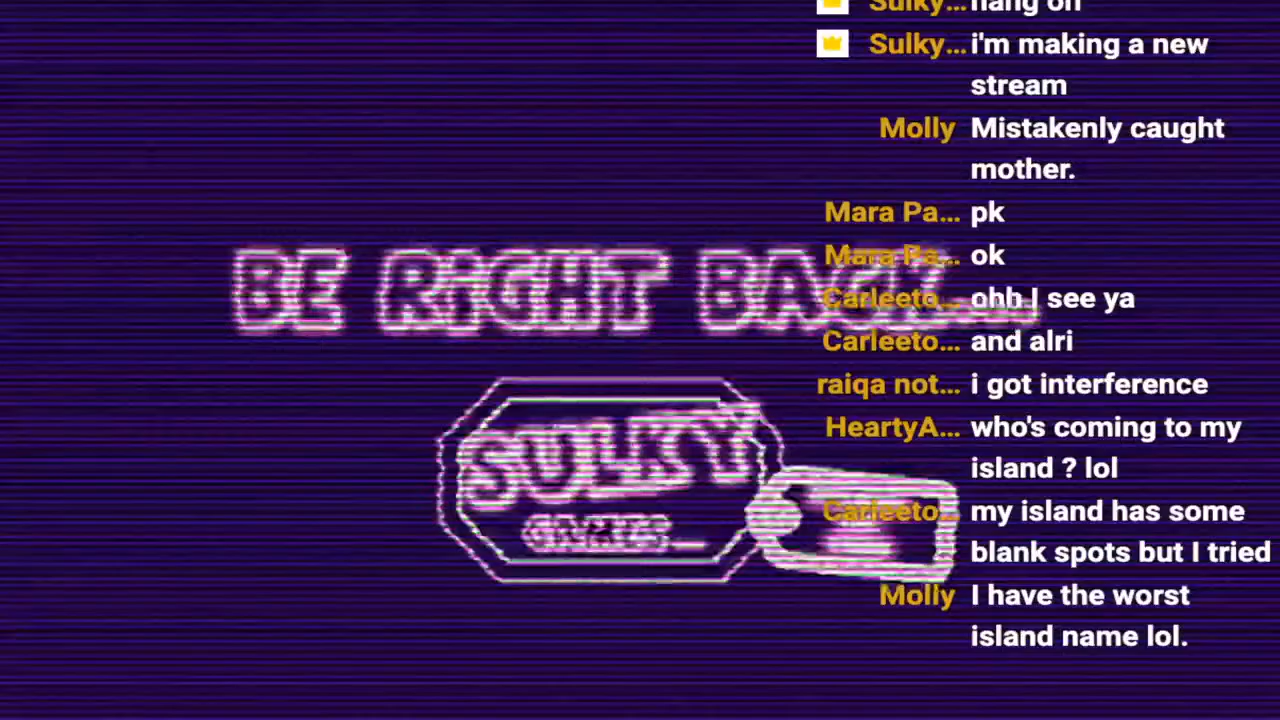 Sulky… hang on
Sulky… i'm making a new
stream
Molly Mistakenly caught
mother.
Mara Pa… pk
Mara Pa… ok
BE RiGHT BACK...
Carleeto… ohh I see ya
Carleeto… and alri
raiqa not… i got interference
HeartyA… who's coming to my
island ? lol
SULKY
GAMES_
Carleeto… my island has some
blank spots but I tried
Molly I have the worst
island name lol.